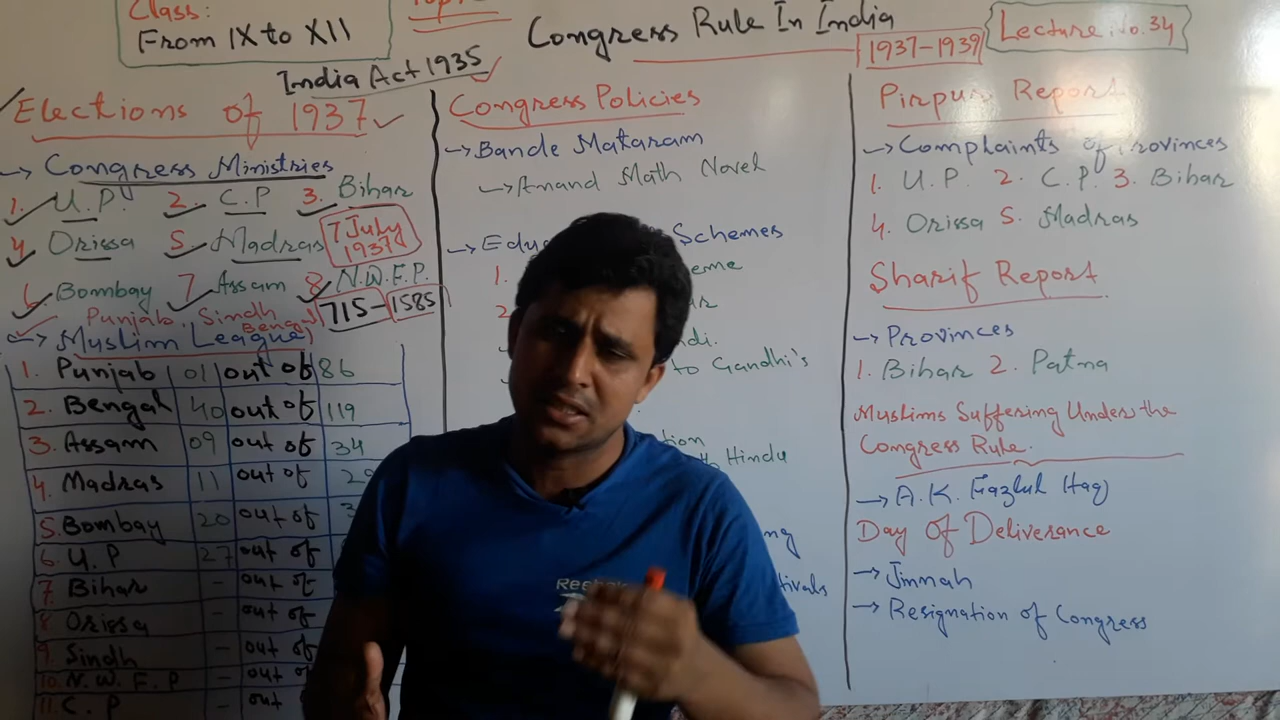 Class:
From IX to XII
Congress Rule In India
1937-1939
Lecture No. 34
India Act 1935
Elections of 1937
→ Congress Ministries
1. U.P. 2. C.P 3. Bihar
4 Orissa 5. Madras
7 July 1937
6 Bombay 7 Assam 8 N.W.F.P.
Punjab, Sindh
715-1585
→ Muslim League
1. Punjab 01 out of 86
2. Bengal 40 out of 119
3. Assam 09 out of 34
4. Madras 11 out of
5. Bombay 20 out of
6. U.P 27 out of
7. Bihar - out of
8 Orissa - out of
9. Sindh - out of
10. N.W.F.P - out of
11. C.P - out
Congress Policies
→ Bande Mataram
→ Anand Math Novel
→ Schemes
1.
2
to Gandhi's
Hindu
Pirpur Report
→ Complaints of Provinces
1. U.P. 2. C.P. 3. Bihar
4. Orissa 5. Madras
Sharif Report
→ Provinces
1. Bihar 2. Patna
Muslims Suffering Under the
Congress Rule.
→ A.K. Fazlul Haq
Day Of Deliverance
→ Jinnah
→ Resignation of Congress
Reebok